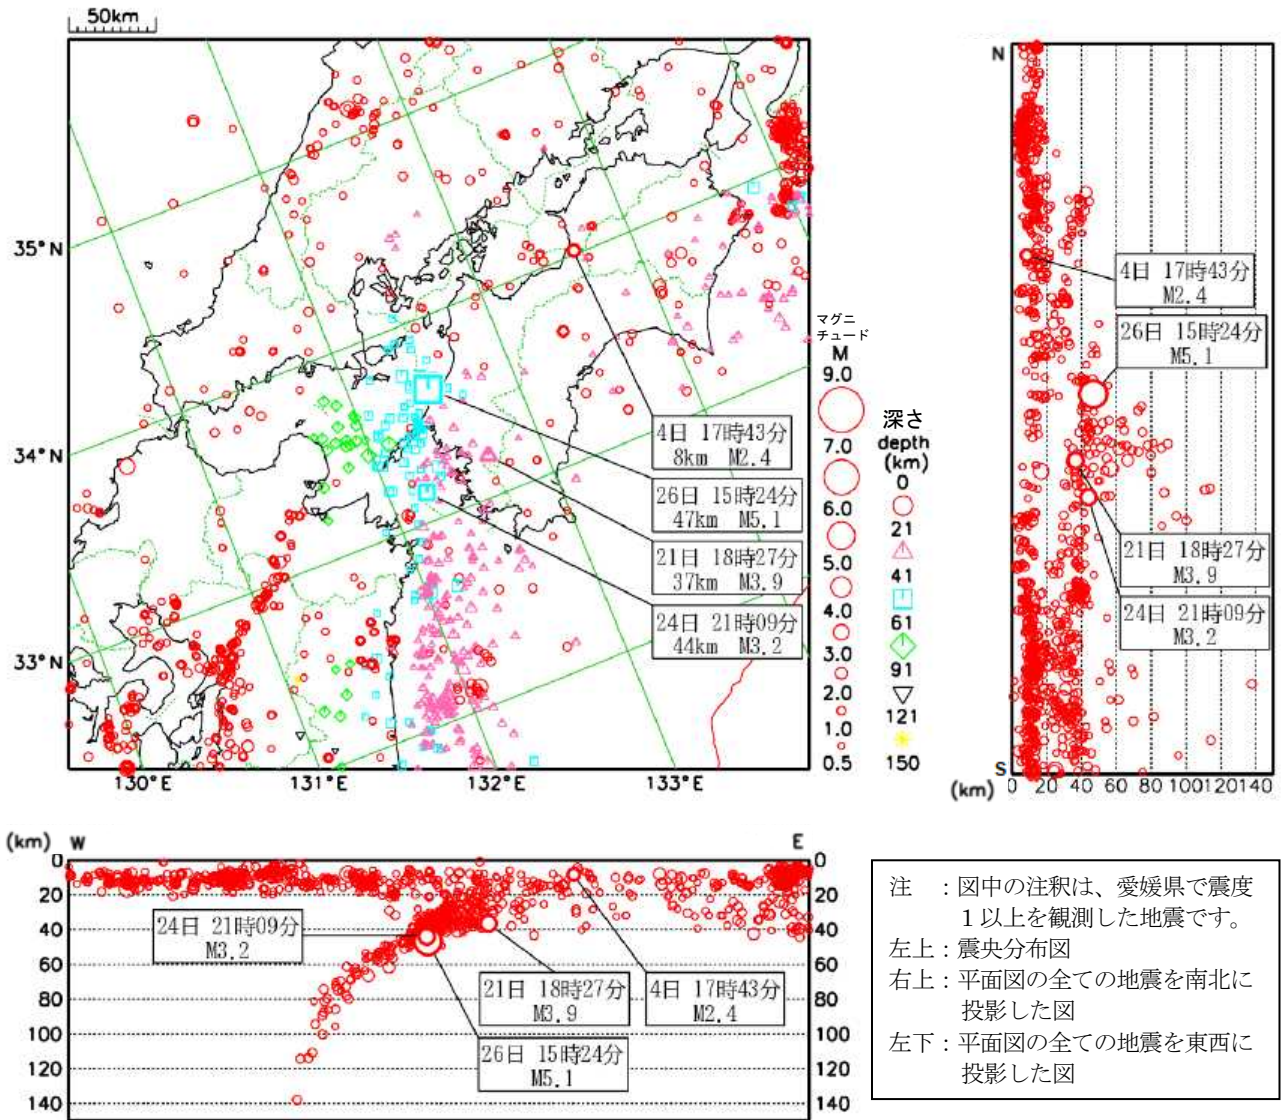 50km
35°N
34°N
33°N
130°E
131°E
132°E
133°E
4日 17時43分
8km M2.4
26日 15時24分
47km M5.1
21日 18時27分
37km M3.9
24日 21時09分
44km M3.2
マグニ
チュード
M
9.0
7.0
6.0
5.0
4.0
3.0
2.0
1.0
0.5
深さ
depth
(km)
0
21
41
61
91
121
150
N
4日 17時43分
M2.4
26日 15時24分
M5.1
21日 18時27分
M3.9
24日 21時09分
M3.2
S
(km)
0 20 40 60 80 100120140
(km) W E
0 0
20 20
40 40
60 60
80 80
100 100
120 120
140 140
24日 21時09分
M3.2
21日 18時27分
M3.9
4日 17時43分
M2.4
26日 15時24分
M5.1
注 :図中の注釈は、愛媛県で震度
1以上を観測した地震です。
左上:震央分布図
右上:平面図の全ての地震を南北に
投影した図
左下:平面図の全ての地震を東西に
投影した図